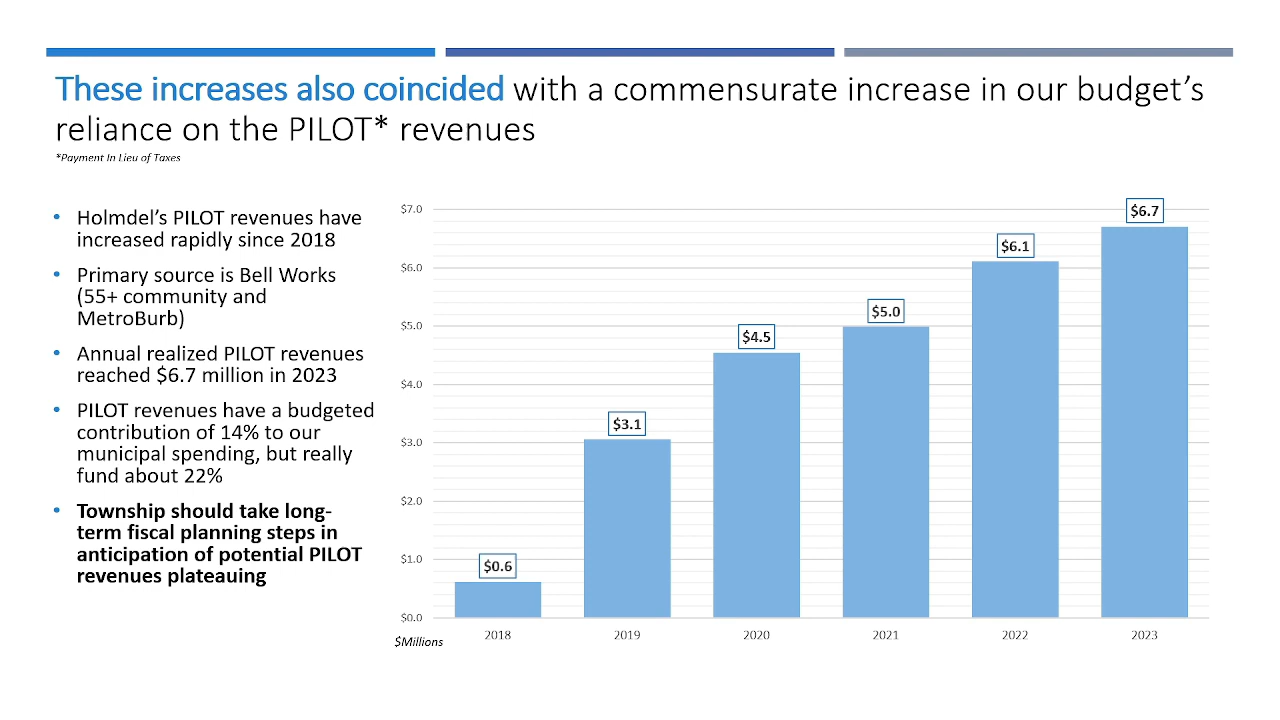 These increases also coincided with a commensurate increase in our budget’s
reliance on the PILOT* revenues
*Payment In Lieu of Taxes
• Holmdel’s PILOT revenues have
increased rapidly since 2018
• Primary source is Bell Works
(55+ community and
MetroBurb)
• Annual realized PILOT revenues
reached $6.7 million in 2023
• PILOT revenues have a budgeted
contribution of 14% to our
municipal spending, but really
fund about 22%
• Township should take long-
term fiscal planning steps in
anticipation of potential PILOT
revenues plateauing
$7.0
$6.0
$5.0
$4.0
$3.0
$2.0
$1.0
$0.0
$0.6
$3.1
$4.5
$5.0
$6.1
$6.7
$Millions
2018
2019
2020
2021
2022
2023